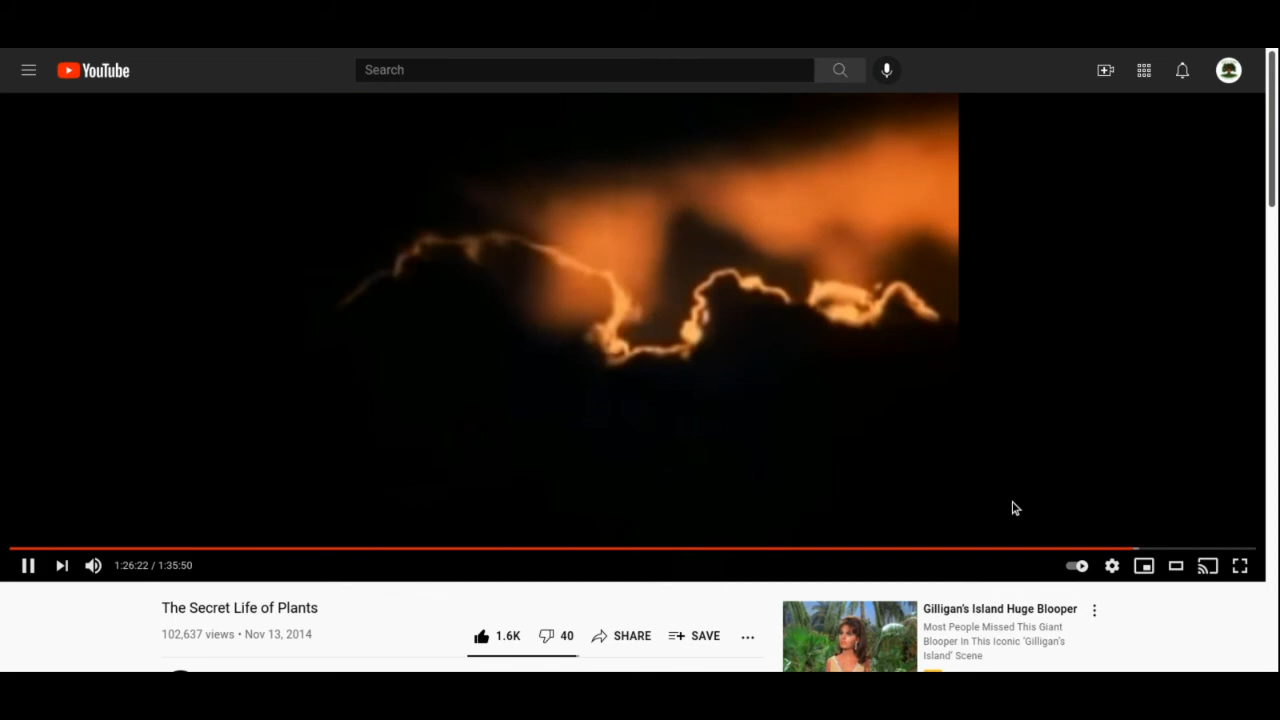 YouTube
Search
1:26:22 / 1:35:50
The Secret Life of Plants
102,637 views • Nov 13, 2014
1.6K
40
SHARE
SAVE
Gilligan's Island Huge Blooper
Most People Missed This Giant
Blooper In This Iconic 'Gilligan's
Island' Scene